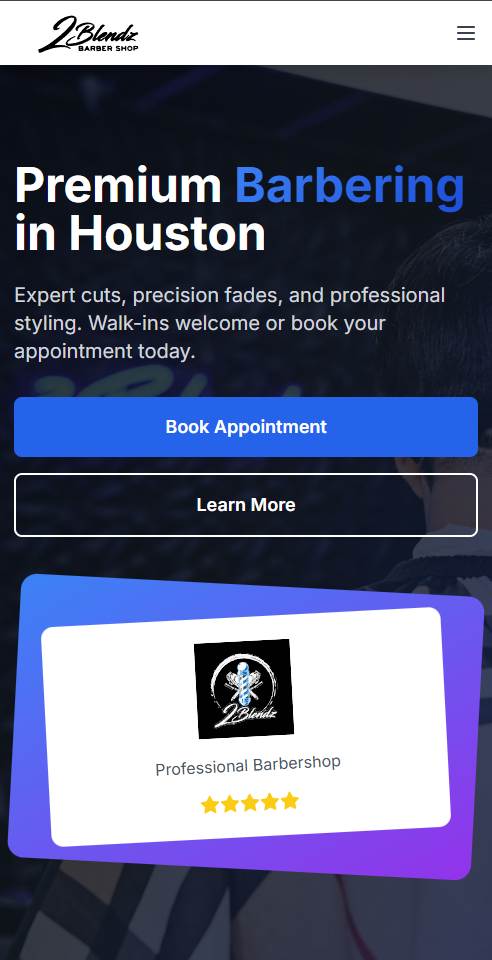 2Blendz
BARBER SHOP
Premium Barbering
in Houston
Expert cuts, precision fades, and professional
styling. Walk-ins welcome or book your
appointment today.
Book Appointment
Learn More
2Blendz
Professional Barbershop